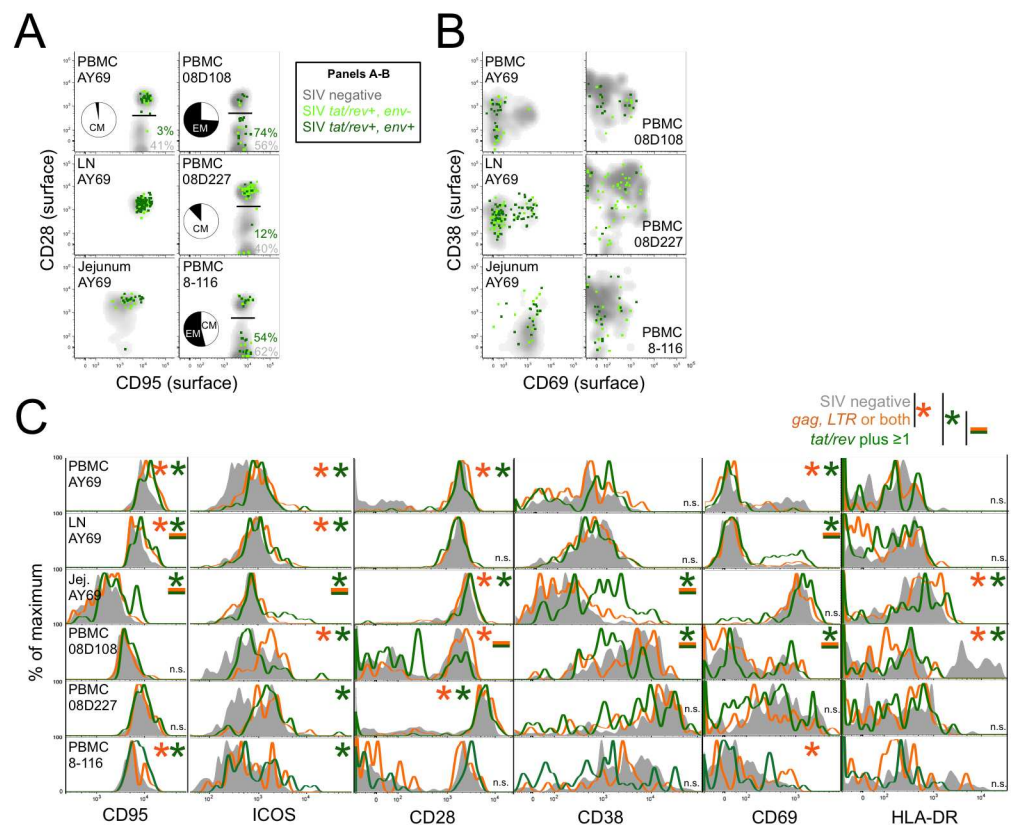 A
B
PBMC
AY69
CM
3%
41%
PBMC
08D108
EM
74%
56%
LN
AY69
PBMC
08D227
CM
12%
40%
Jejunum
AY69
PBMC
8-116
EM
CM
54%
62%
CD28 (surface)
CD95 (surface)
Panels A-B
SIV negative
SIV tat/rev+, env-
SIV tat/rev+, env+
PBMC
AY69
PBMC
08D108
LN
AY69
PBMC
08D227
Jejunum
AY69
PBMC
8-116
CD38 (surface)
CD69 (surface)
C
SIV negative *
gag, LTR or both *
tat/rev plus ≥1
% of maximum
PBMC
AY69
* *
* *
* *
n.s.
* *
n.s.
LN
AY69
* *
* *
n.s.
n.s.
*
n.s.
Jej.
AY69
*
*
* *
*
n.s.
* *
PBMC
08D108
n.s.
* *
*
*
*
* *
PBMC
08D227
n.s.
*
* *
n.s.
n.s.
n.s.
PBMC
8-116
* *
*
n.s.
n.s.
*
n.s.
CD95
ICOS
CD28
CD38
CD69
HLA-DR